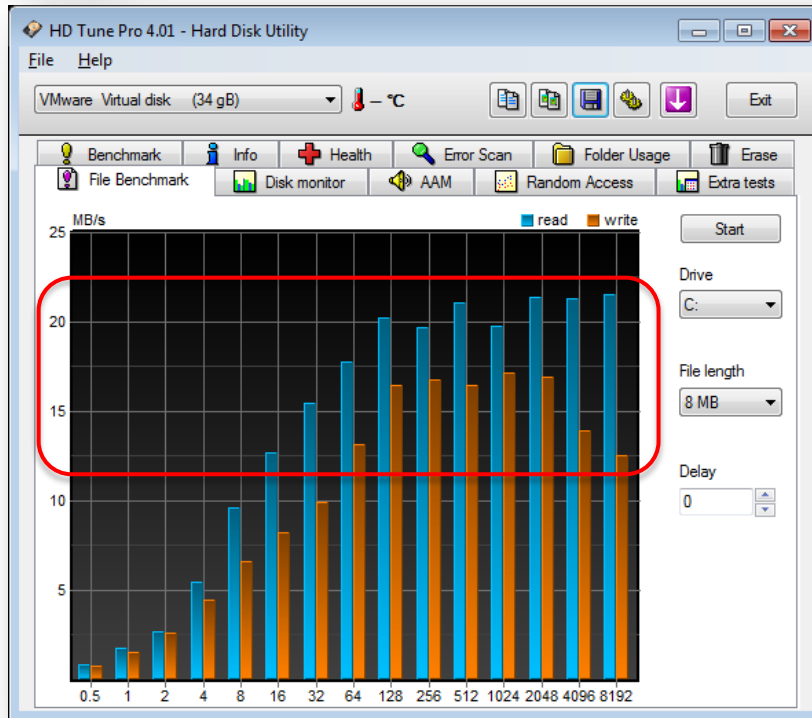 HD Tune Pro 4.01 - Hard Disk Utility
File Help
VMware Virtual disk (34 gB)
– °C
Exit
Benchmark Info Health Error Scan Folder Usage Erase
File Benchmark Disk monitor AAM Random Access Extra tests
MB/s read write
Start
25
Drive
C:
20
File length
15
8 MB
Delay
10
0
5
0.5 1 2 4 8 16 32 64 128 256 512 1024 2048 4096 8192